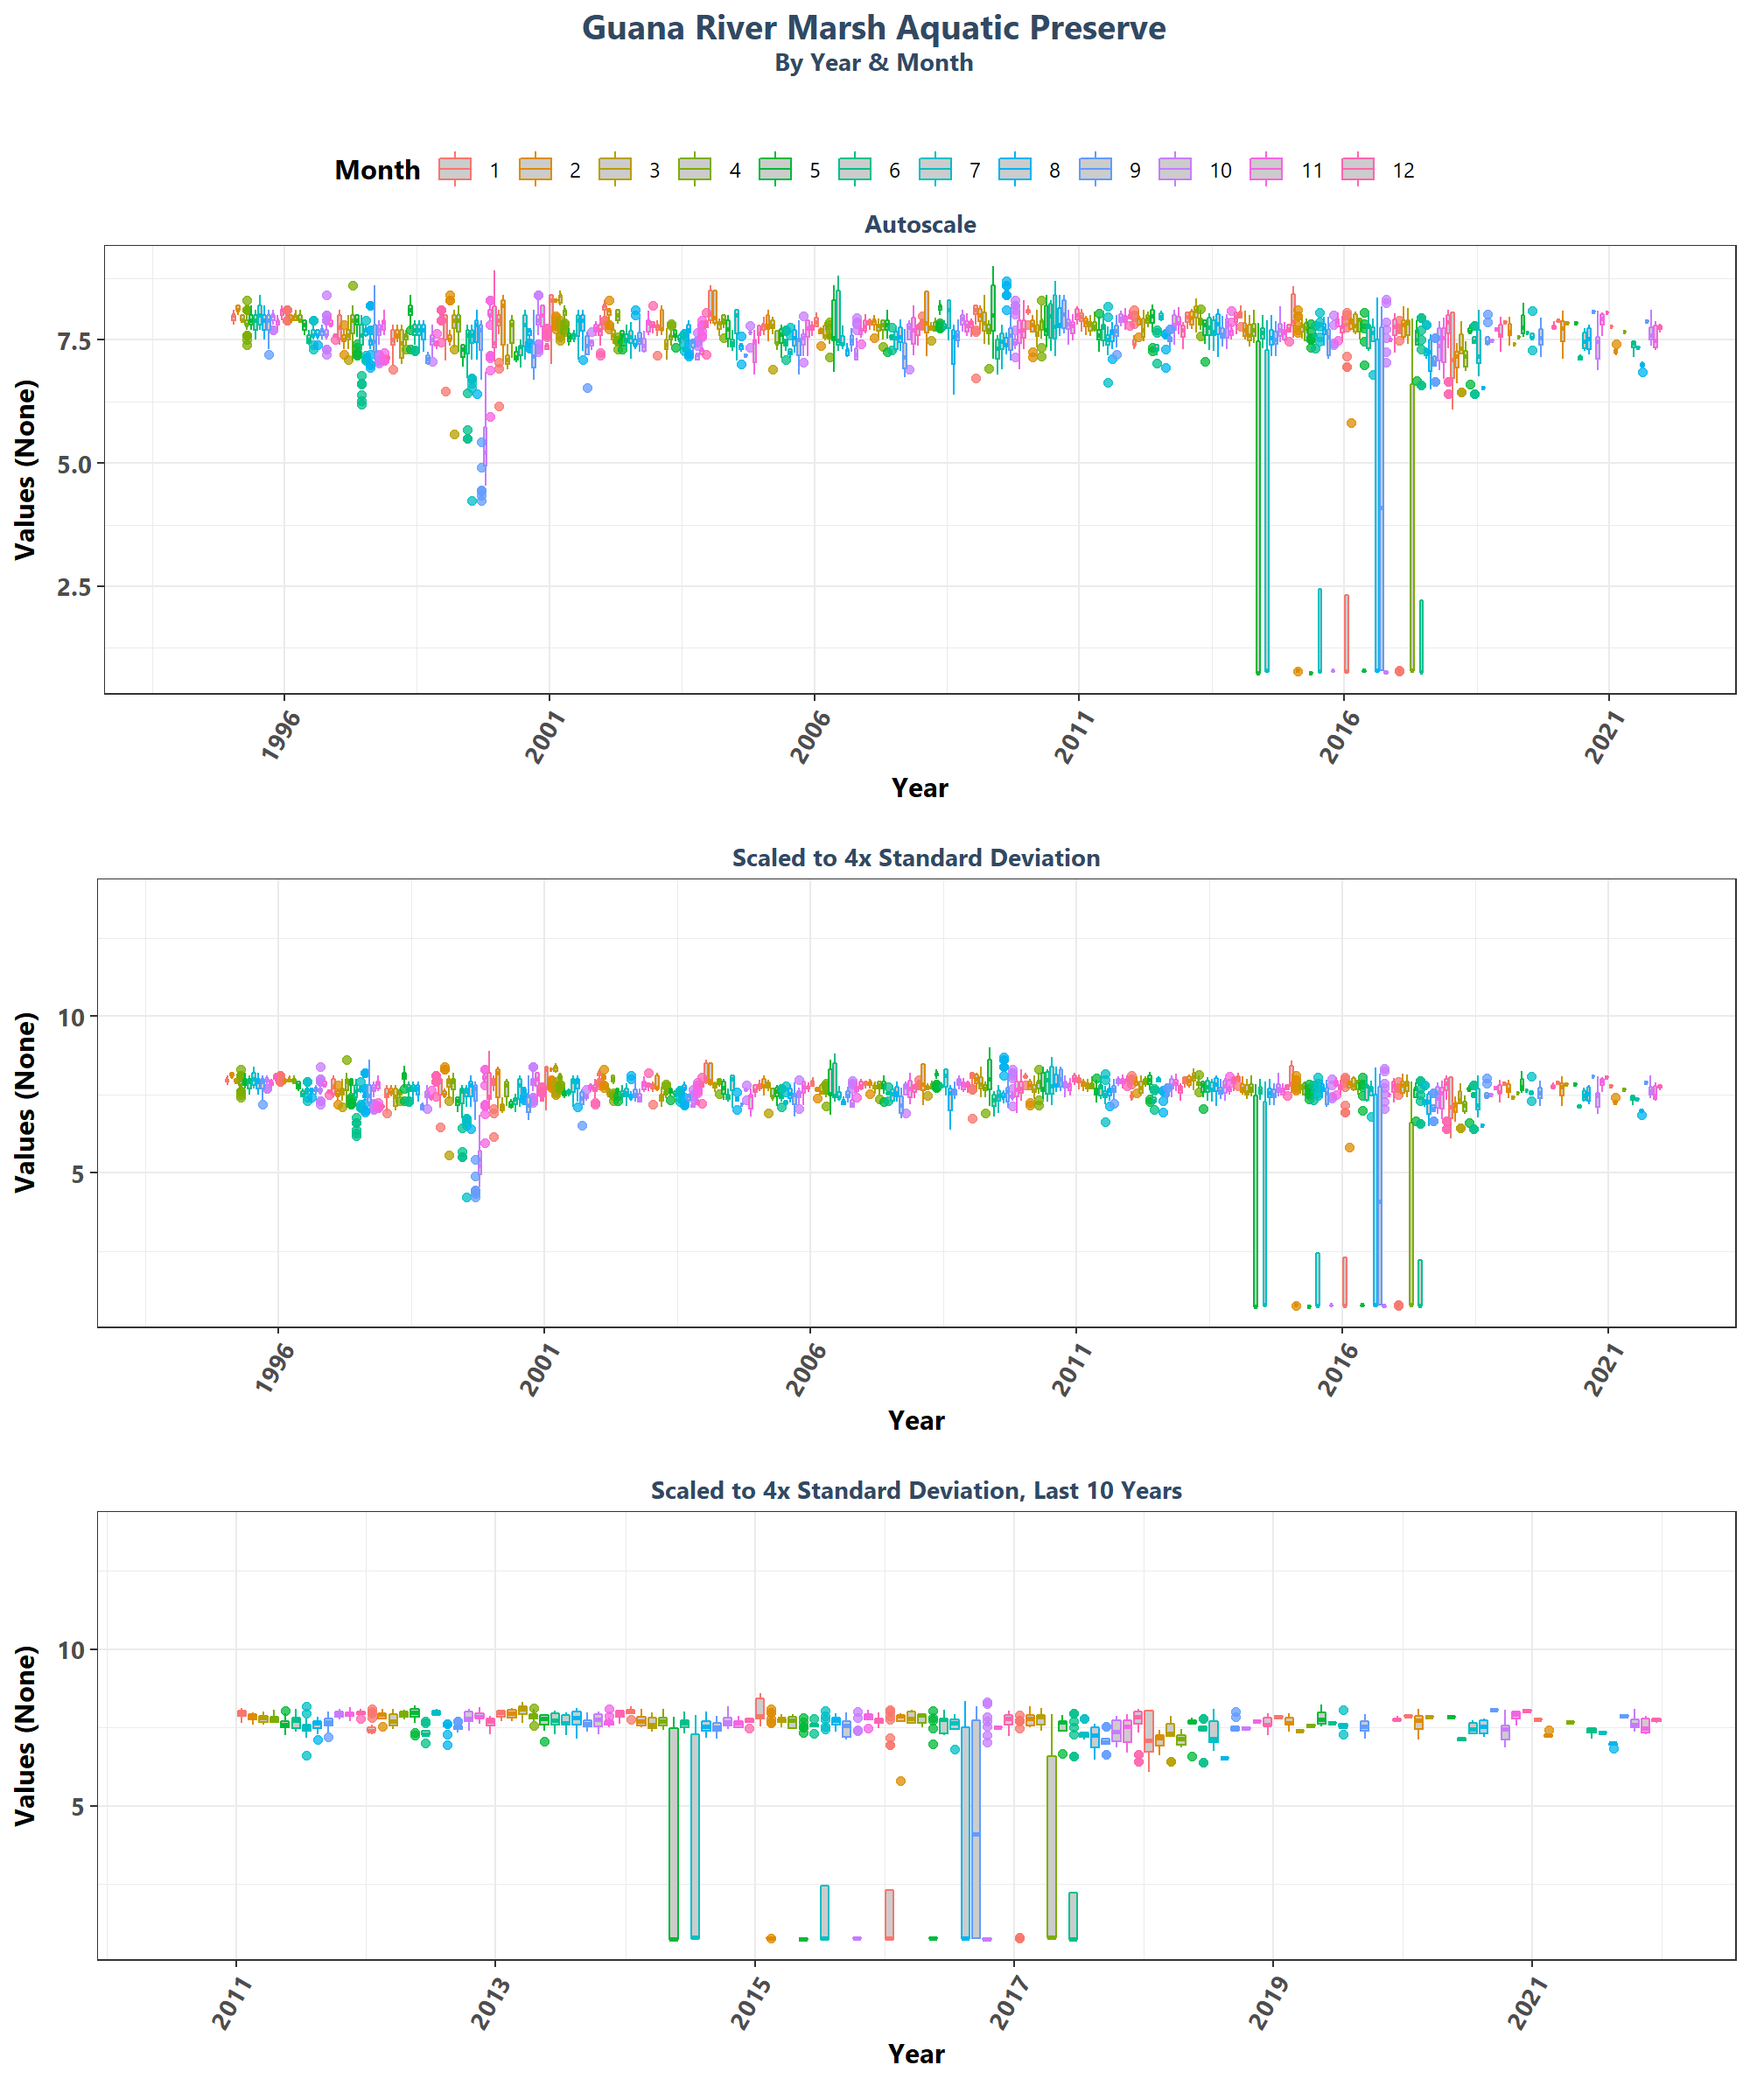 Guana River Marsh Aquatic Preserve
By Year & Month
Month 1 2 3 4 5 6 7 8 9 10 11 12
Autoscale
Values (None)
7.5
5.0
2.5
1996 2001 2006 2011 2016 2021
Year
Scaled to 4x Standard Deviation
Values (None)
10
5
1996 2001 2006 2011 2016 2021
Year
Scaled to 4x Standard Deviation, Last 10 Years
Values (None)
10
5
2011 2013 2015 2017 2019 2021
Year